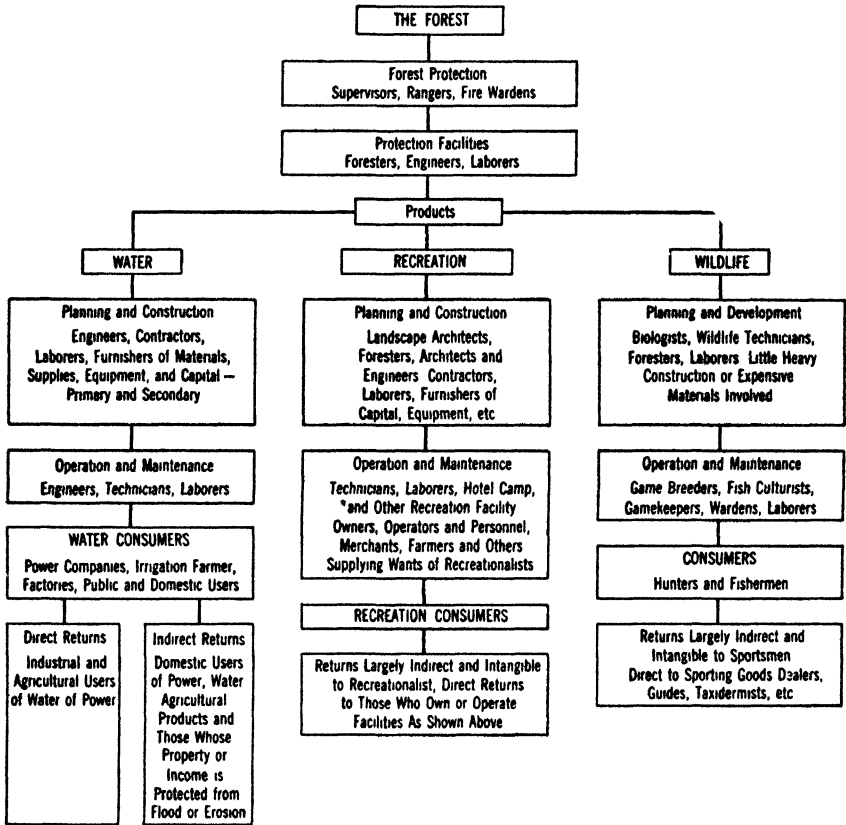 THE FOREST
Forest Protection
Supervisors, Rangers, Fire Wardens
Protection Facilities
Foresters, Engineers, Laborers
Products
WATER
Planning and Construction
Engineers, Contractors,
Laborers, Furnishers of Materials,
Supplies, Equipment, and Capital —
Primary and Secondary
Operation and Maintenance
Engineers, Technicians, Laborers
WATER CONSUMERS
Power Companies, Irrigation Farmer,
Factories, Public and Domestic Users
Direct Returns
Industrial and
Agricultural Users
of Water of Power
Indirect Returns
Domestic Users
of Power, Water
Agricultural
Products and
Those Whose
Property or
Income is
Protected from
Flood or Erosion
RECREATION
Planning and Construction
Landscape Architects,
Foresters, Architects and
Engineers Contractors,
Laborers, Furnishers of
Capital, Equipment, etc
Operation and Maintenance
Technicians, Laborers, Hotel Camp,
*and Other Recreation Facility
Owners, Operators and Personnel,
Merchants, Farmers and Others
Supplying Wants of Recreationalists
RECREATION CONSUMERS
Returns Largely Indirect and Intangible
to Recreationalist, Direct Returns
to Those Who Own or Operate
Facilities As Shown Above
WILDLIFE
Planning and Development
Biologists, Wildlife Technicians,
Foresters, Laborers Little Heavy
Construction or Expensive
Materials Involved
Operation and Maintenance
Game Breeders, Fish Culturists,
Gamekeepers, Wardens, Laborers
CONSUMERS
Hunters and Fishermen
Returns Largely Indirect and
Intangible to Sportsmen
Direct to Sporting Goods Dealers,
Guides, Taxidermists, etc